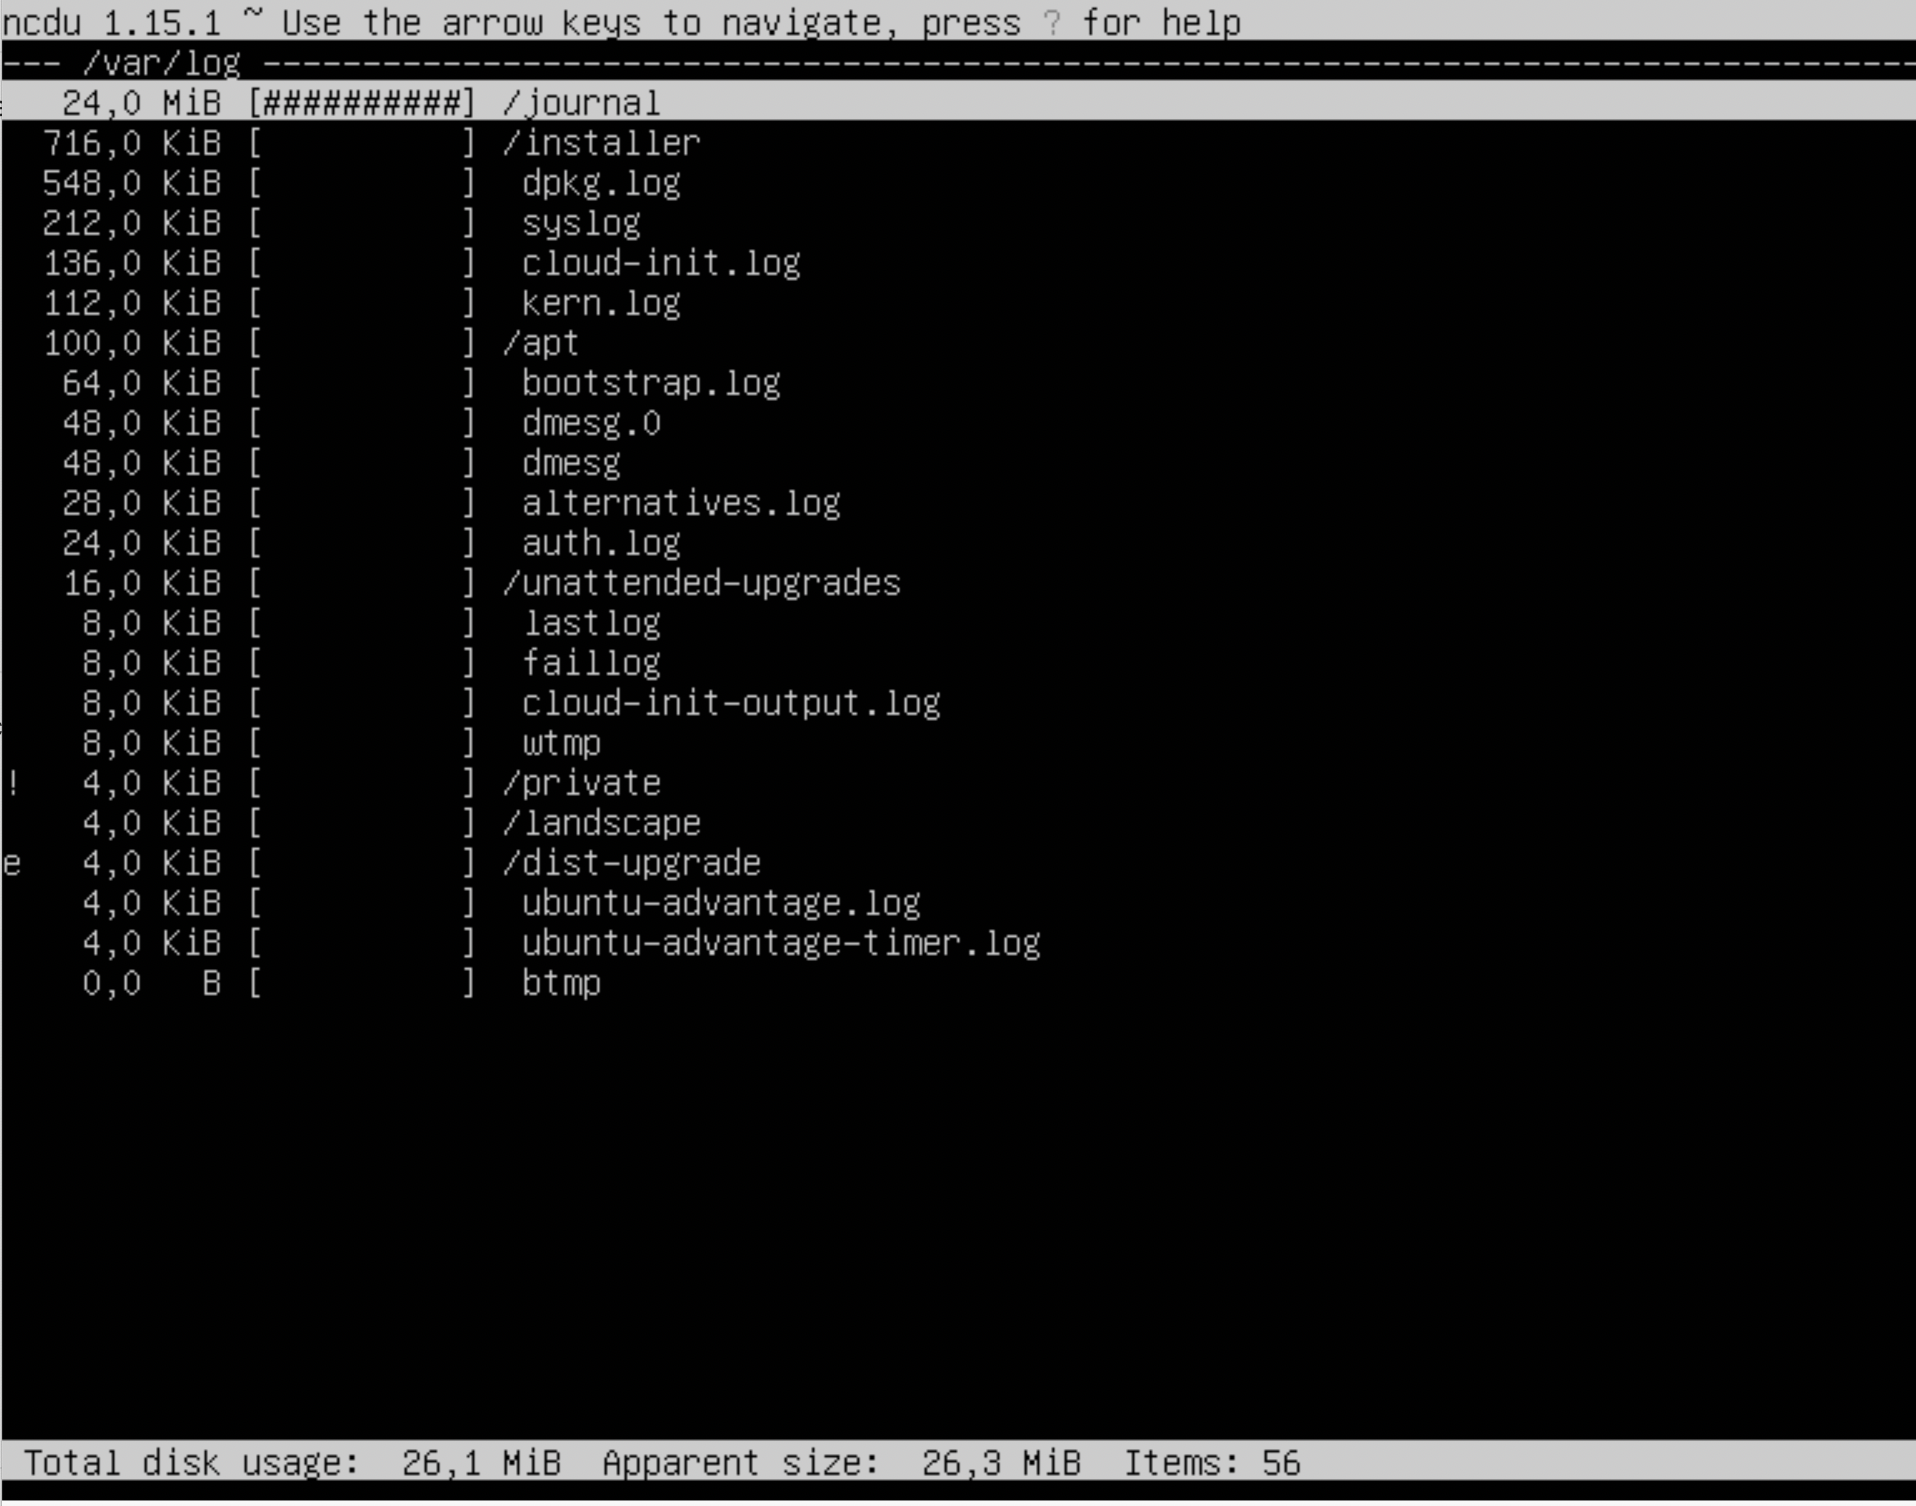 ncdu 1.15.1 ~ Use the arrow keys to navigate, press ? for help
--- /var/log -----------------------------------------------------------------------------------
   24,0 MiB [##########] /journal
  716,0 KiB [          ] /installer
  548,0 KiB [          ]  dpkg.log
  212,0 KiB [          ]  syslog
  136,0 KiB [          ]  cloud-init.log
  112,0 KiB [          ]  kern.log
  100,0 KiB [          ] /apt
   64,0 KiB [          ]  bootstrap.log
   48,0 KiB [          ]  dmesg.0
   48,0 KiB [          ]  dmesg
   28,0 KiB [          ]  alternatives.log
   24,0 KiB [          ]  auth.log
   16,0 KiB [          ] /unattended-upgrades
    8,0 KiB [          ]  lastlog
    8,0 KiB [          ]  faillog
    8,0 KiB [          ]  cloud-init-output.log
    8,0 KiB [          ]  wtmp
!   4,0 KiB [          ] /private
    4,0 KiB [          ] /landscape
e   4,0 KiB [          ] /dist-upgrade
    4,0 KiB [          ]  ubuntu-advantage.log
    4,0 KiB [          ]  ubuntu-advantage-timer.log
    0,0   B [          ]  btmp
Total disk usage:  26,1 MiB  Apparent size:  26,3 MiB  Items: 56